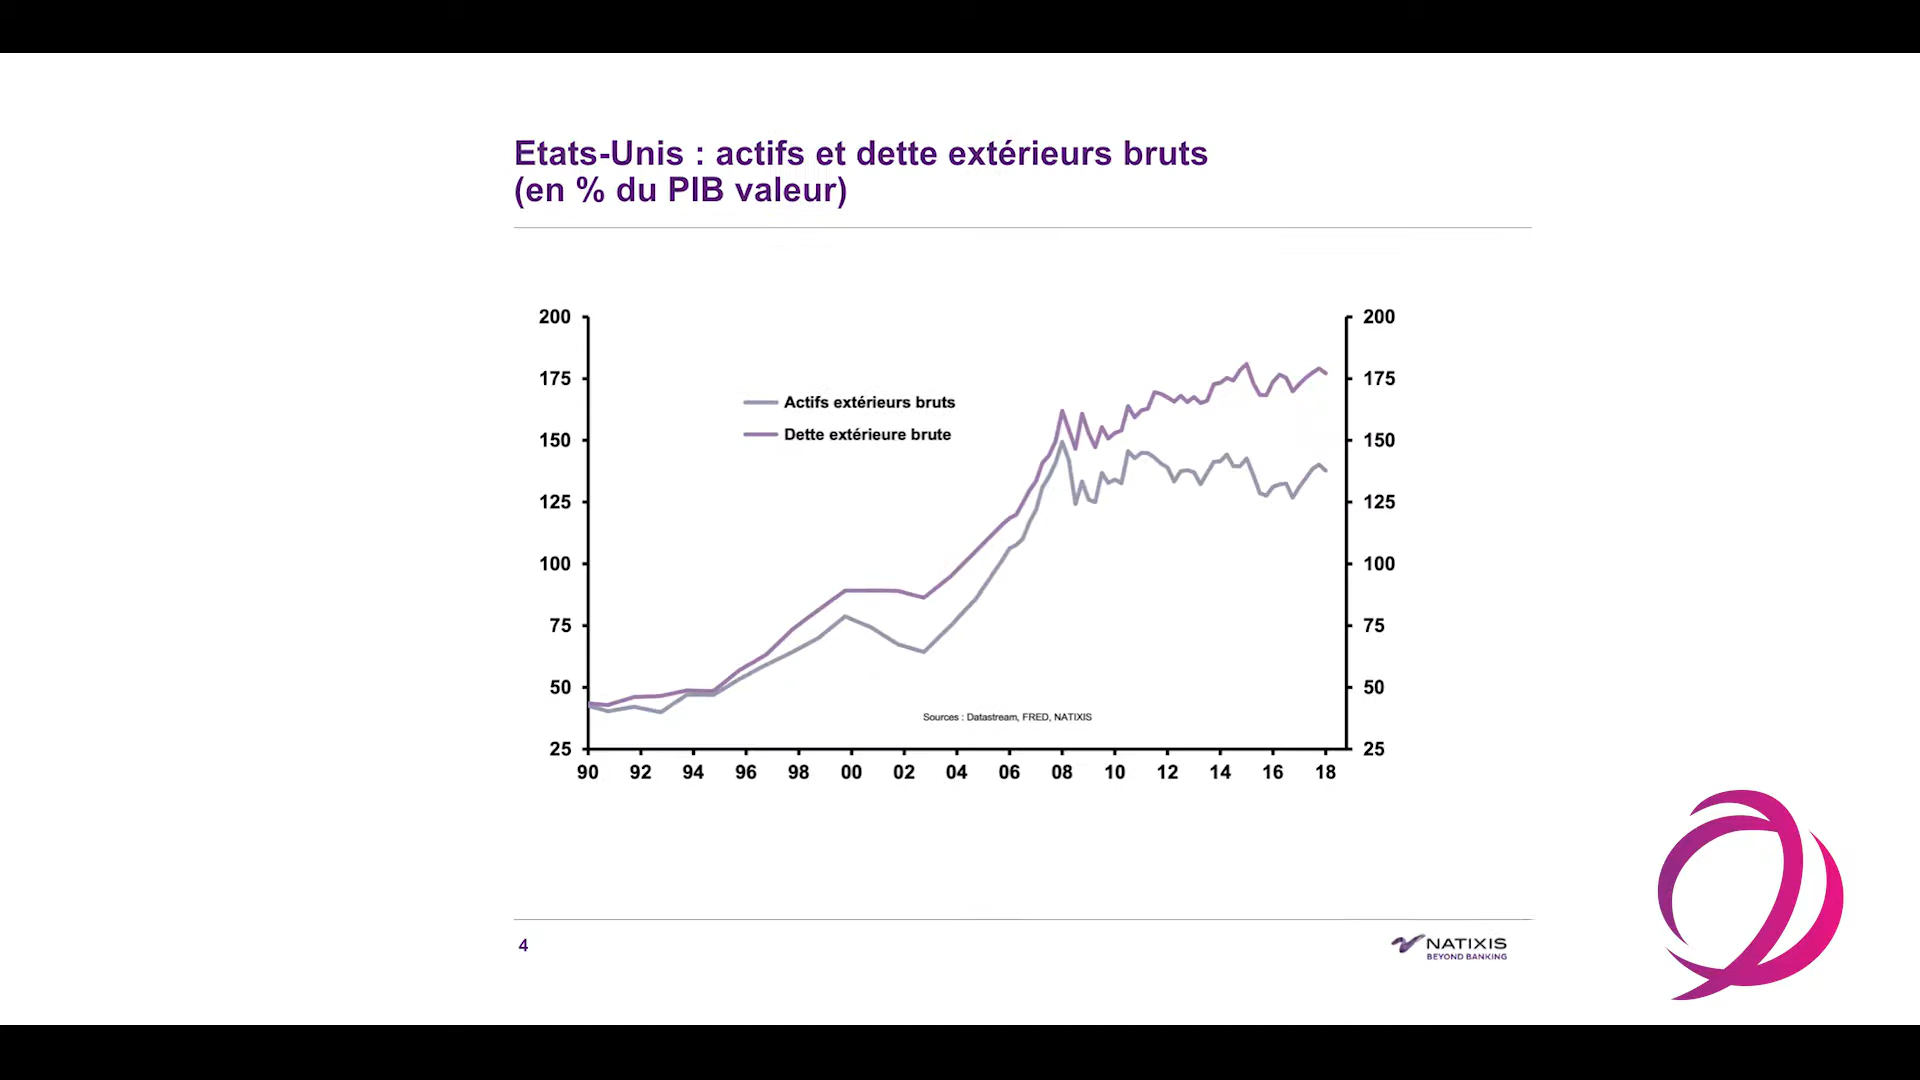 Etats-Unis : actifs et dette extérieurs bruts
(en % du PIB valeur)
200
200
175
175
Actifs extérieurs bruts
Dette extérieure brute
150
150
125
125
100
100
75
75
50
50
Sources : Datastream, FRED, NATIXIS
25
25
90 92 94 96 98 00 02 04 06 08 10 12 14 16 18
4
NATIXIS
BEYOND BANKING